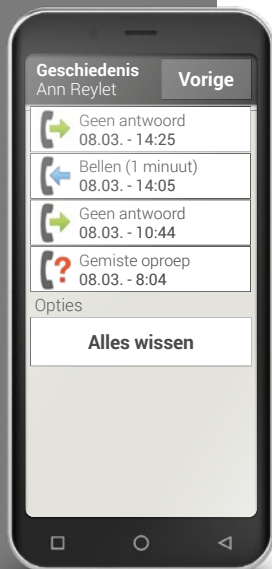 Geschiedenis
Ann Reylet
Vorige
Geen antwoord
08.03. - 14:25
Bellen (1 minuut)
08.03. - 14:05
Geen antwoord
08.03. - 10:44
Gemiste oproep
08.03. - 8:04
Opties
Alles wissen